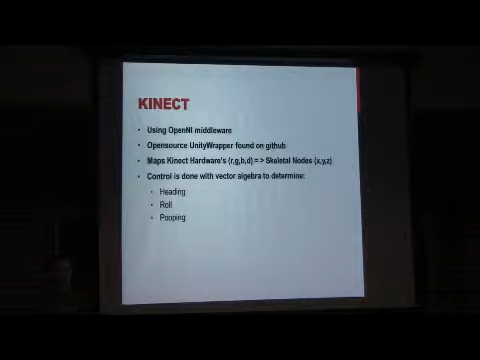 KINECT
• Using OpenNI middleware
• Opensource UnityWrapper found on github
• Maps Kinect Hardware's (r,g,b,d) = > Skeletal Nodes (x,y,z)
• Control is done with vector algebra to determine:
• Heading
• Roll
• Pooping